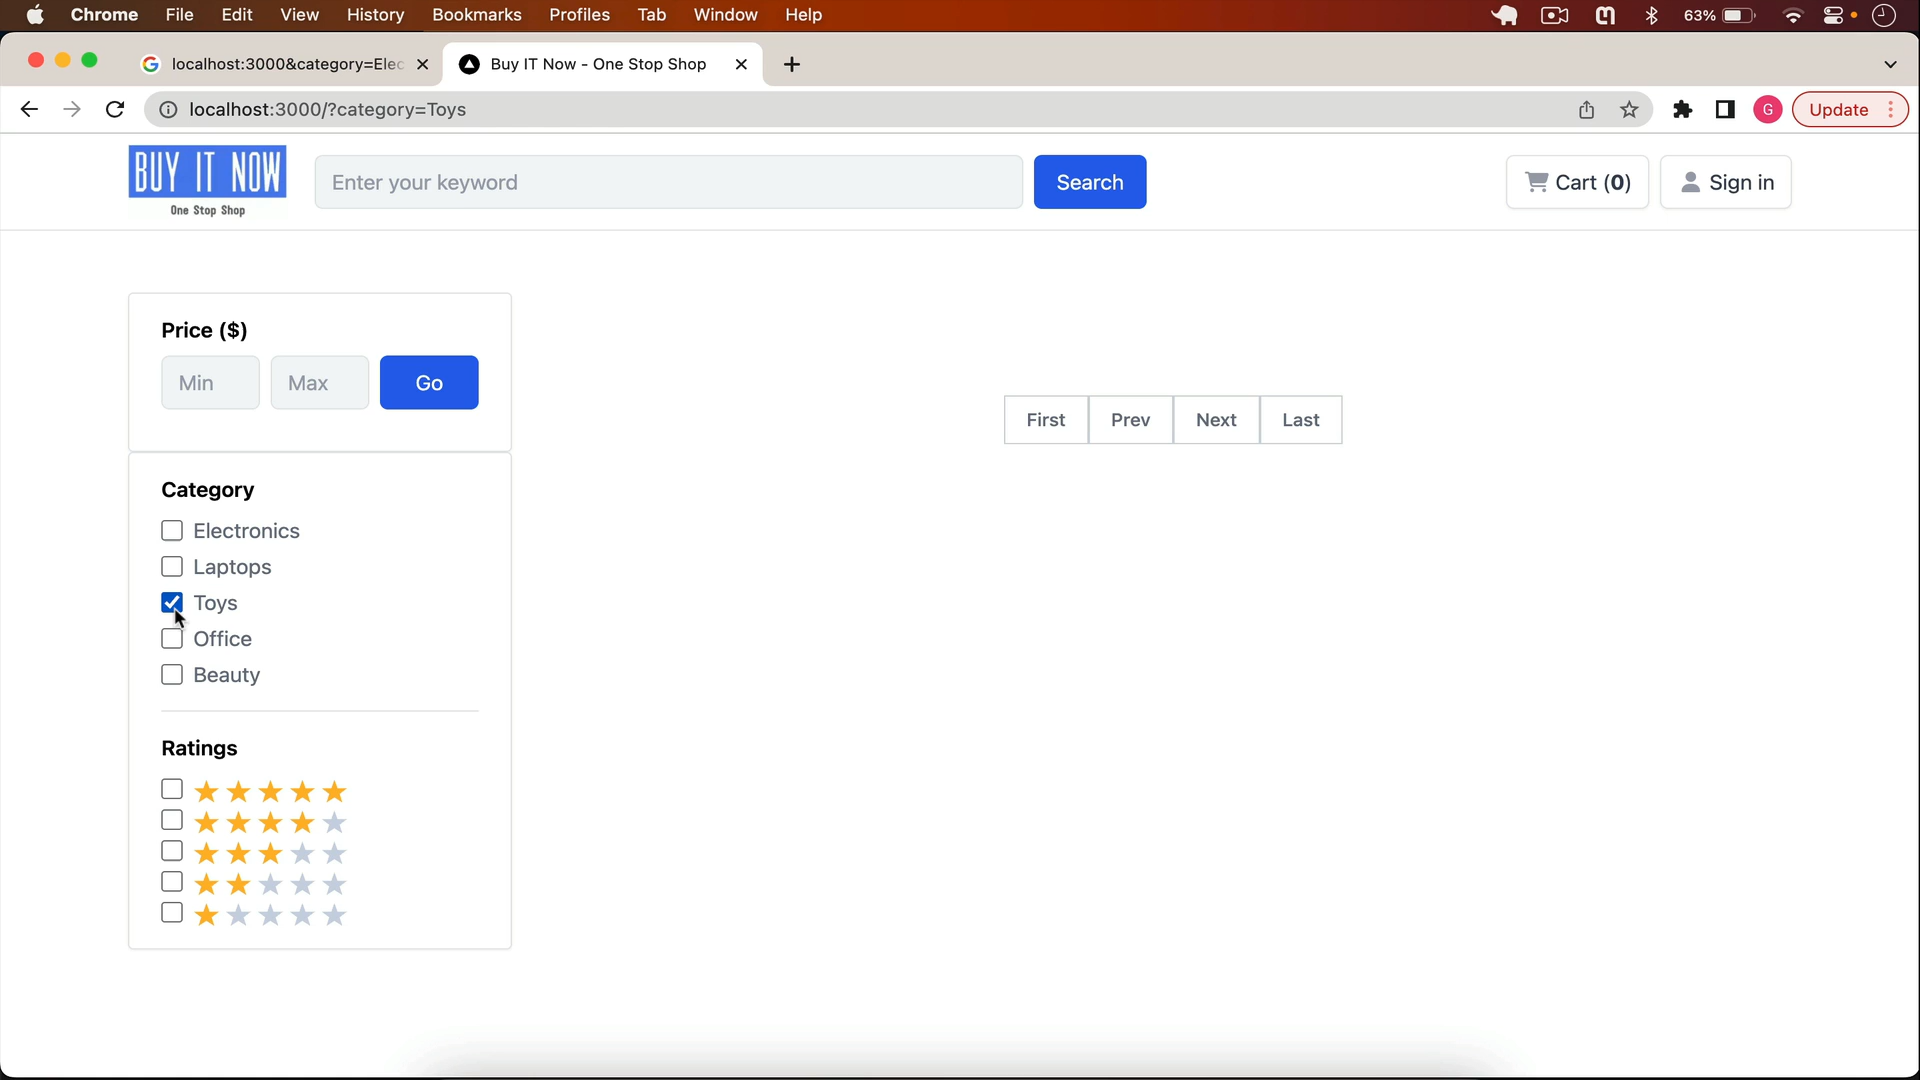 Chrome File Edit View History Bookmarks Profiles Tab Window Help 63%
localhost:3000&category=Elec Buy IT Now - One Stop Shop
localhost:3000/?category=Toys G Update
BUY IT NOW
One Stop Shop
Enter your keyword Search Cart (0) Sign in
Price ($)
Min Max Go
First Prev Next Last
Category
Electronics
Laptops
Toys
Office
Beauty
Ratings